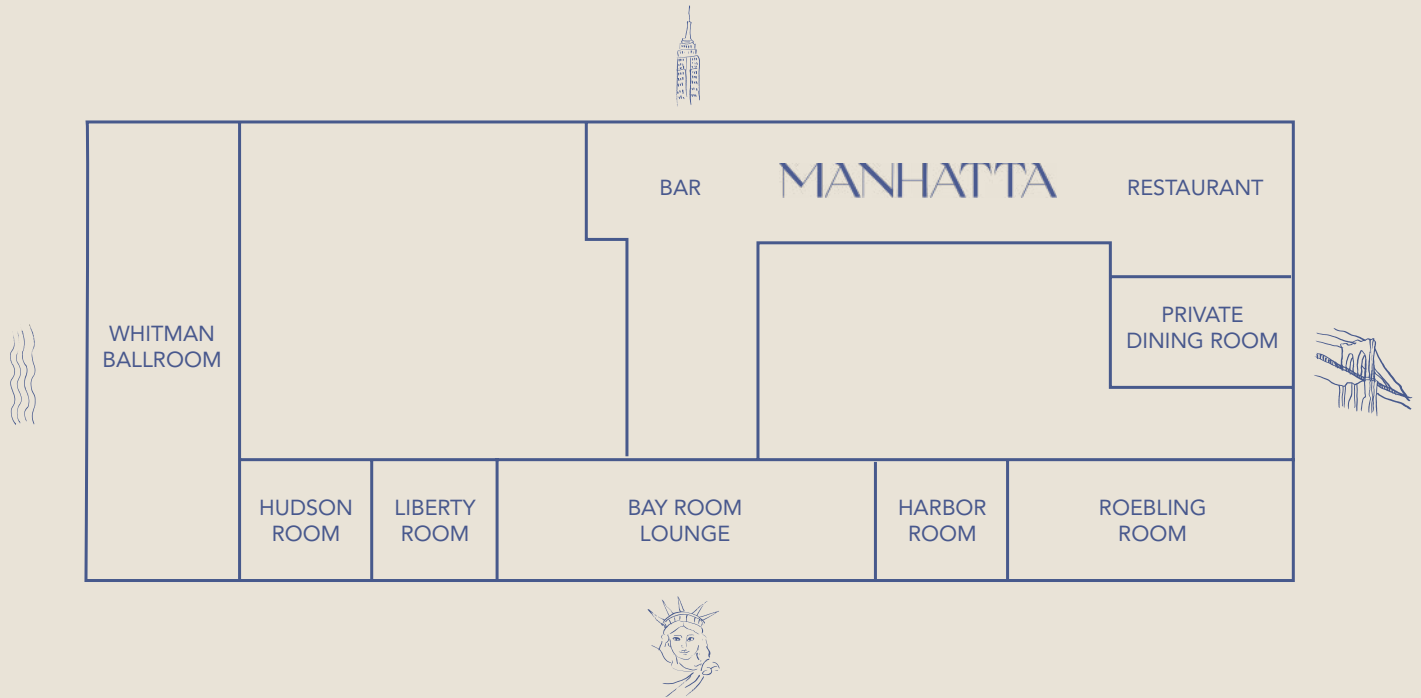 BAR
MANHATTA
RESTAURANT
WHITMAN
BALLROOM
PRIVATE
DINING ROOM
HUDSON
ROOM
LIBERTY
ROOM
BAY ROOM
LOUNGE
HARBOR
ROOM
ROEBLING
ROOM